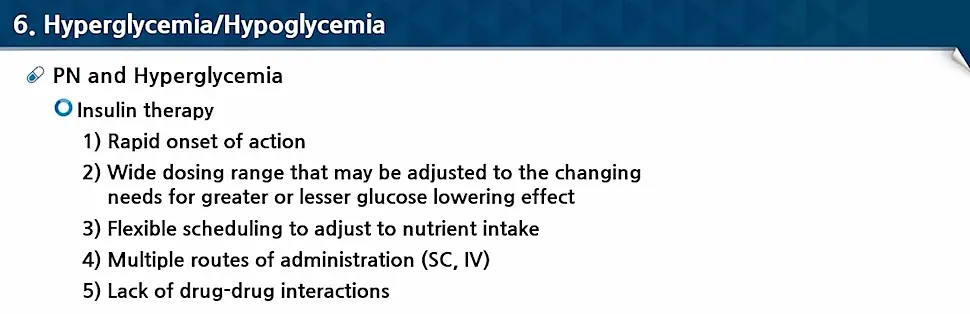 6. Hyperglycemia/Hypoglycemia
PN and Hyperglycemia
Insulin therapy
1) Rapid onset of action
2) Wide dosing range that may be adjusted to the changing
needs for greater or lesser glucose lowering effect
3) Flexible scheduling to adjust to nutrient intake
4) Multiple routes of administration (SC, IV)
5) Lack of drug-drug interactions